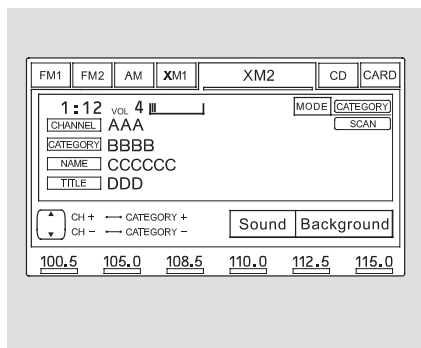 FM1 FM2 AM XM1 XM2 CD CARD
1:12 VOL 4 MODE CATEGORY
CHANNEL AAA SCAN
CATEGORY BBBB
NAME CCCCCC
TITLE DDD
CH + CATEGORY + Sound Background
CH – CATEGORY –
100.5 105.0 108.5 110.0 112.5 115.0